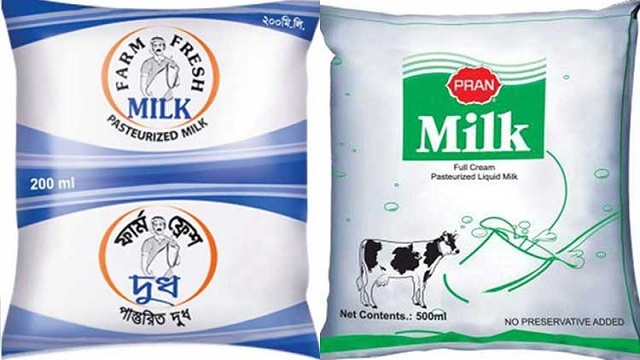 ২০০মি.লি.
FARM FRESH
MILK
PASTEURIZED MILK
200 ml
ফার্ম ফ্রেশ
দুধ
পাস্তুরিত দুধ
PRAN
Milk
Full Cream
Pasteurized Liquid Milk
Net Contents.: 500ml
NO PRESERVATIVE ADDED